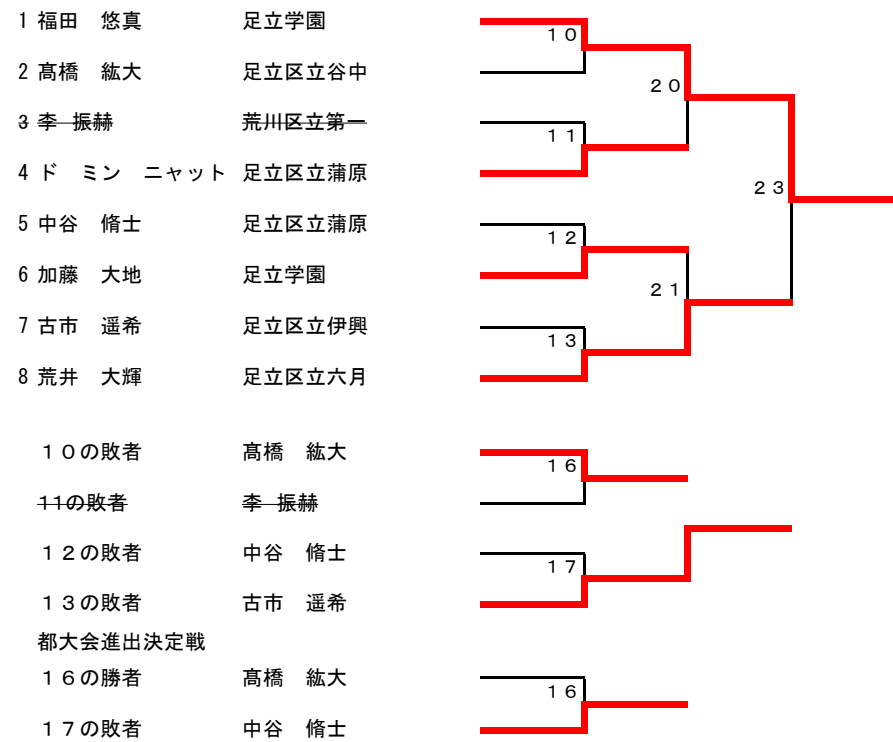 1 福田　悠真 足立学園
１０
2 髙橋　紘大 足立区立谷中
２０
3 李 振赫 荒川区立第一
１１
4 ド　ミン　ニャット 足立区立蒲原
２３
5 中谷　脩士 足立区立蒲原
１２
6 加藤　大地 足立学園
２１
7 古市　遥希 足立区立伊興
１３
8 荒井　大輝 足立区立六月
１０の敗者 髙橋　紘大
１６
11の敗者 李 振赫
１２の敗者 中谷　脩士
１７
１３の敗者 古市　遥希
都大会進出決定戦
１６の勝者 髙橋　紘大
１６
１７の敗者 中谷　脩士